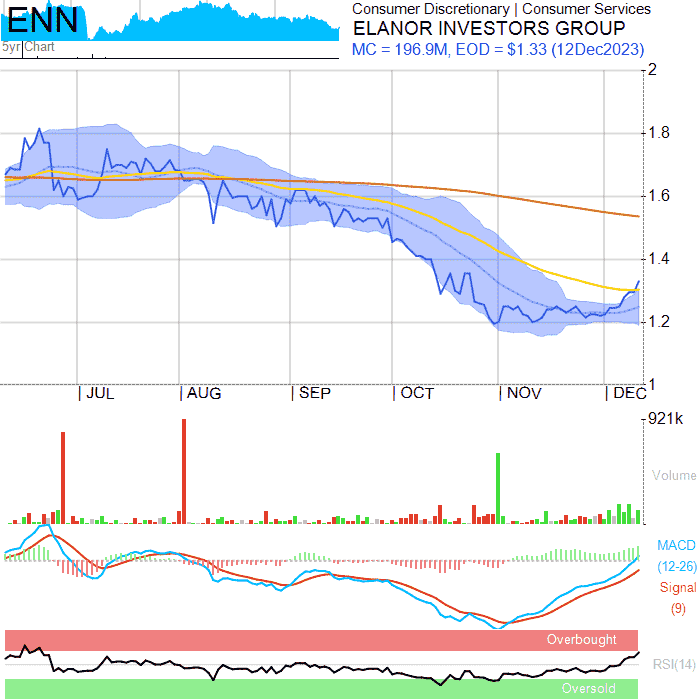 ENN
5yr Chart
Consumer Discretionary | Consumer Services
ELANOR INVESTORS GROUP
MC = 196.9M, EOD = $1.33 (12Dec2023)
2
1.8
1.6
1.4
1.2
1
JUL AUG SEP OCT NOV DEC
921k
Volume
MACD
(12-26)
Signal
(9)
Overbought
RSI(14)
Oversold